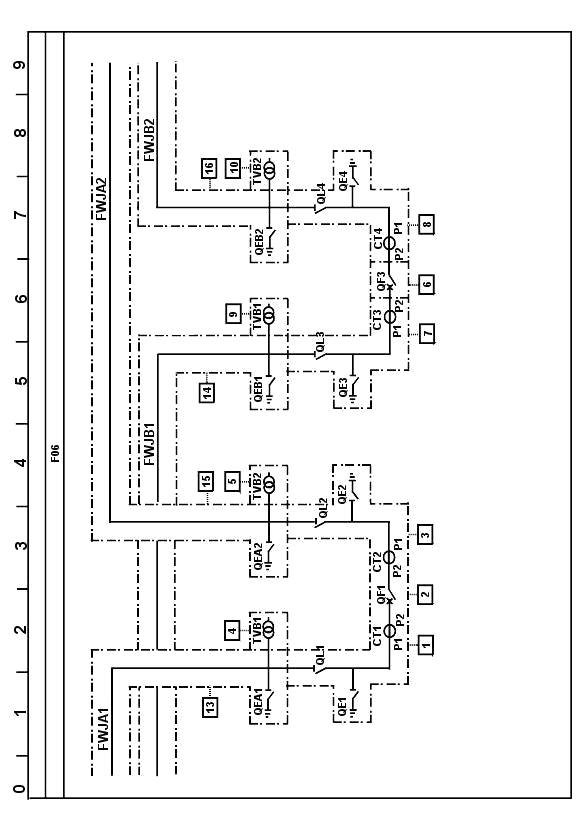 0 1 2 3 4 5 6 7 8 9
F06
FWJA1 FWJA2
FWJB1 FWJB2
13 14 15 16
4 5 9 10
TVB1 TVB2 TVB1 TVB2
QEA1 QEA2 QEB1 QEB2
QL1 QL2 QL3 QL4
QE1 QE2 QE3 QE4
CT1 QF1 CT2 CT3 QF3 CT4
P1 P2 P2 P1 P1 P2 P2 P1
1 2 3 7 6 8